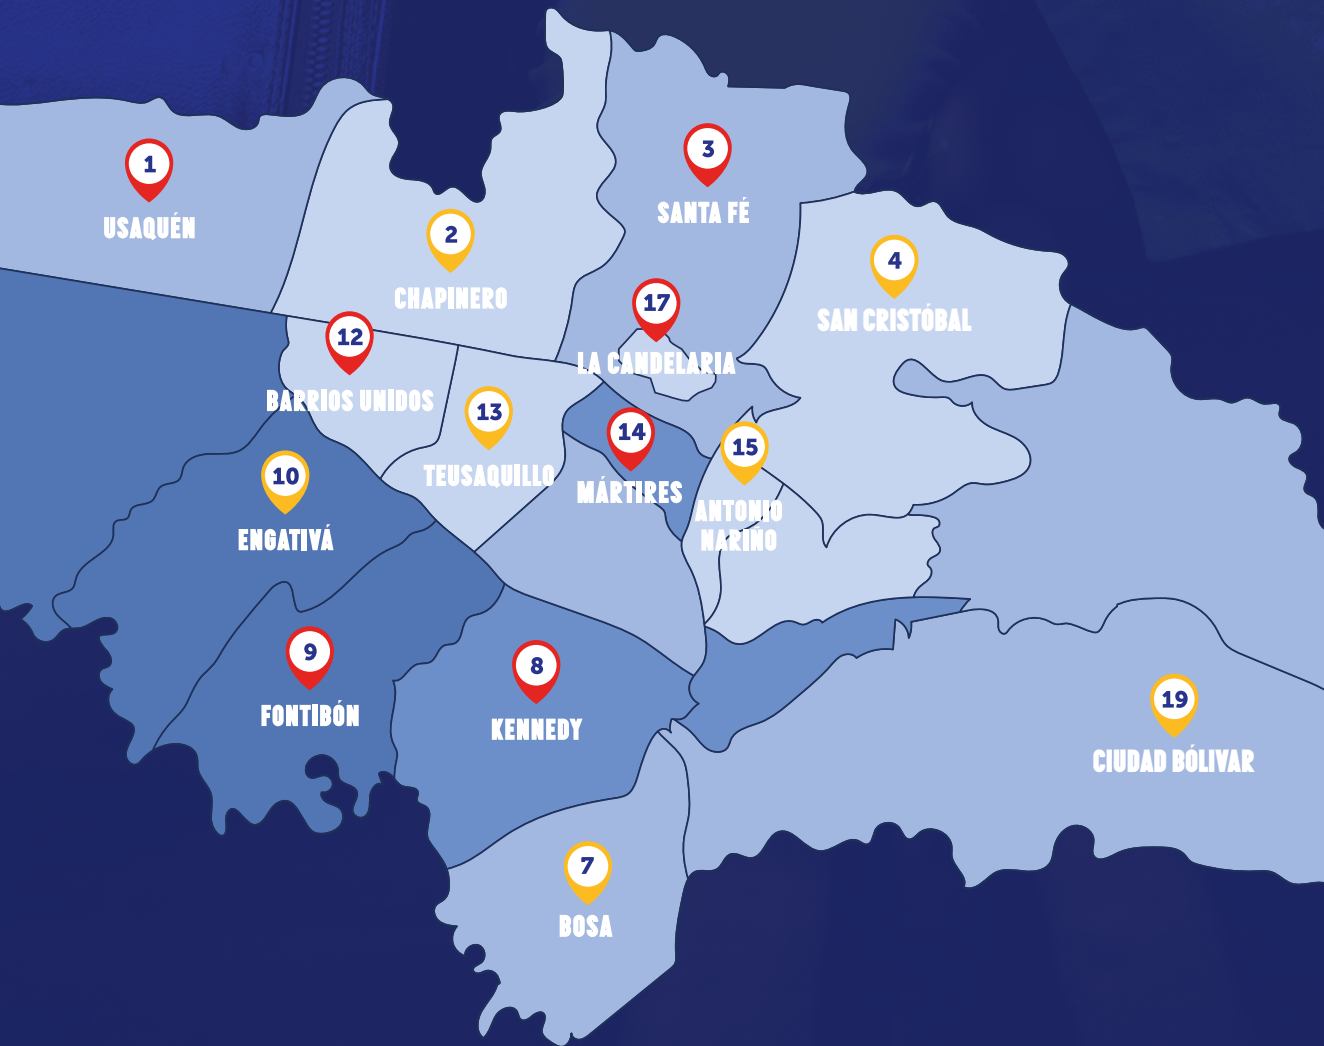 1
USAQUÉN
2
CHAPINERO
3
SANTA FÉ
4
SAN CRISTÓBAL
17
LA CANDELARIA
12
BARRIOS UNIDOS
13
TEUSAQUILLO
14
MÁRTIRES
15
ANTONIO
NARIÑO
10
ENGATIVÁ
9
FONTIBÓN
8
KENNEDY
19
CIUDAD BÓLIVAR
7
BOSA